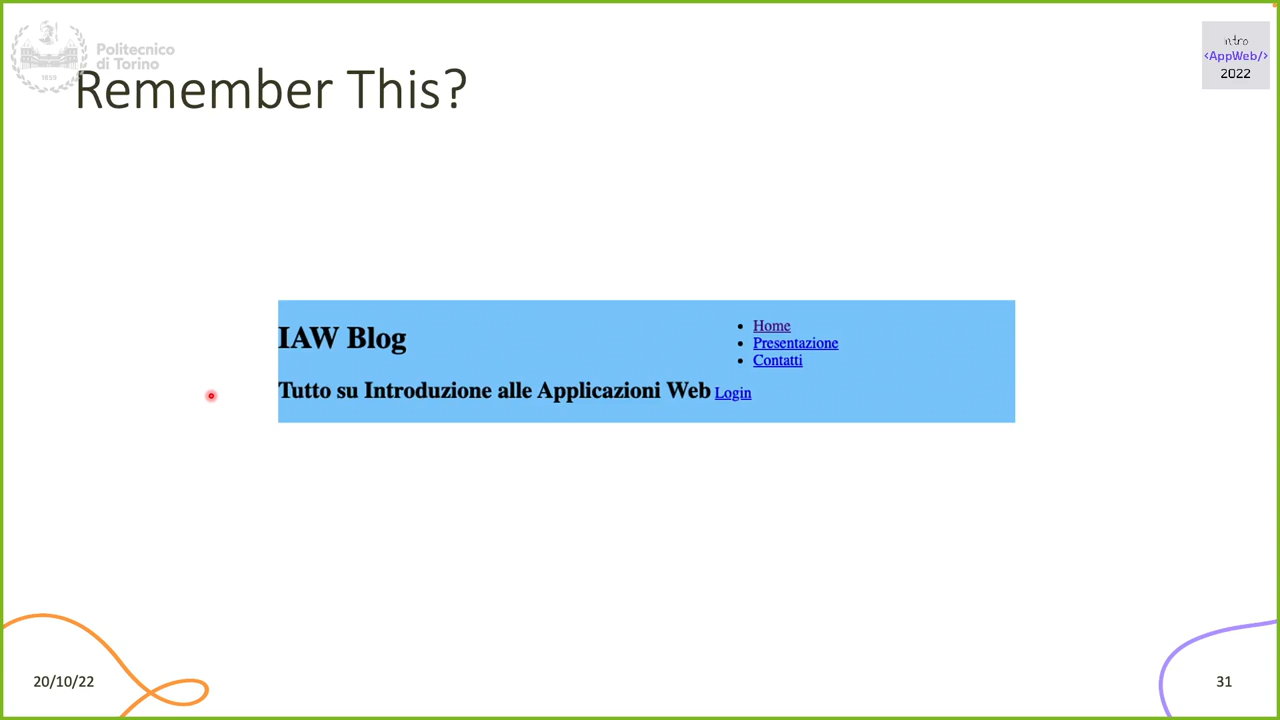 Politecnico
di Torino
1859
Remember This?
intro
<AppWeb/>
2022
IAW Blog
Tutto su Introduzione alle Applicazioni Web
Home
Presentazione
Contatti
Login
20/10/22
31